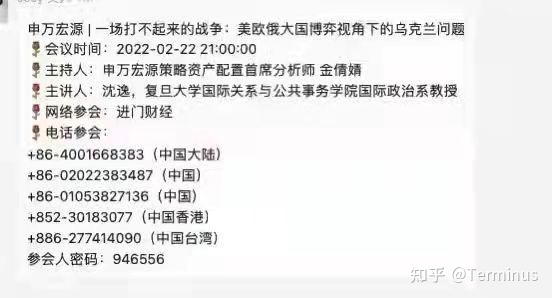 申万宏源 | 一场打不起来的战争：美欧俄大国博弈视角下的乌克兰问题
🌹会议时间：2022-02-22 21:00:00
🌹主持人：申万宏源策略资产配置首席分析师 金倩婧
🌹主讲人：沈逸，复旦大学国际关系与公共事务学院国际政治系教授
🌹网络参会：进门财经
🌹电话参会：
+86-4001668383（中国大陆）
+86-02022383487（中国）
+86-01053827136（中国）
+852-30183077（中国香港）
+886-277414090（中国台湾）
参会人密码：946556
知乎 @Terminus